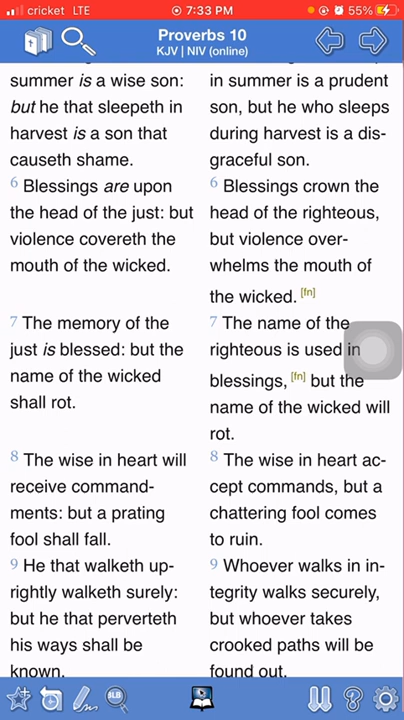 cricket LTE 7:33 PM 55%
Proverbs 10
KJV | NIV (online)
summer is a wise son:
but he that sleepeth in
harvest is a son that
causeth shame.
6 Blessings are upon
the head of the just: but
violence covereth the
mouth of the wicked.
7 The memory of the
just is blessed: but the
name of the wicked
shall rot.
8 The wise in heart will
receive command-
ments: but a prating
fool shall fall.
9 He that walketh up-
rightly walketh surely:
but he that perverteth
his ways shall be
known.
in summer is a prudent
son, but he who sleeps
during harvest is a dis-
graceful son.
6 Blessings crown the
head of the righteous,
but violence over-
whelms the mouth of
the wicked. [fn]
7 The name of the
righteous is used in
blessings, [fn] but the
name of the wicked will
rot.
8 The wise in heart ac-
cept commands, but a
chattering fool comes
to ruin.
9 Whoever walks in in-
tegrity walks securely,
but whoever takes
crooked paths will be
found out.
BLB